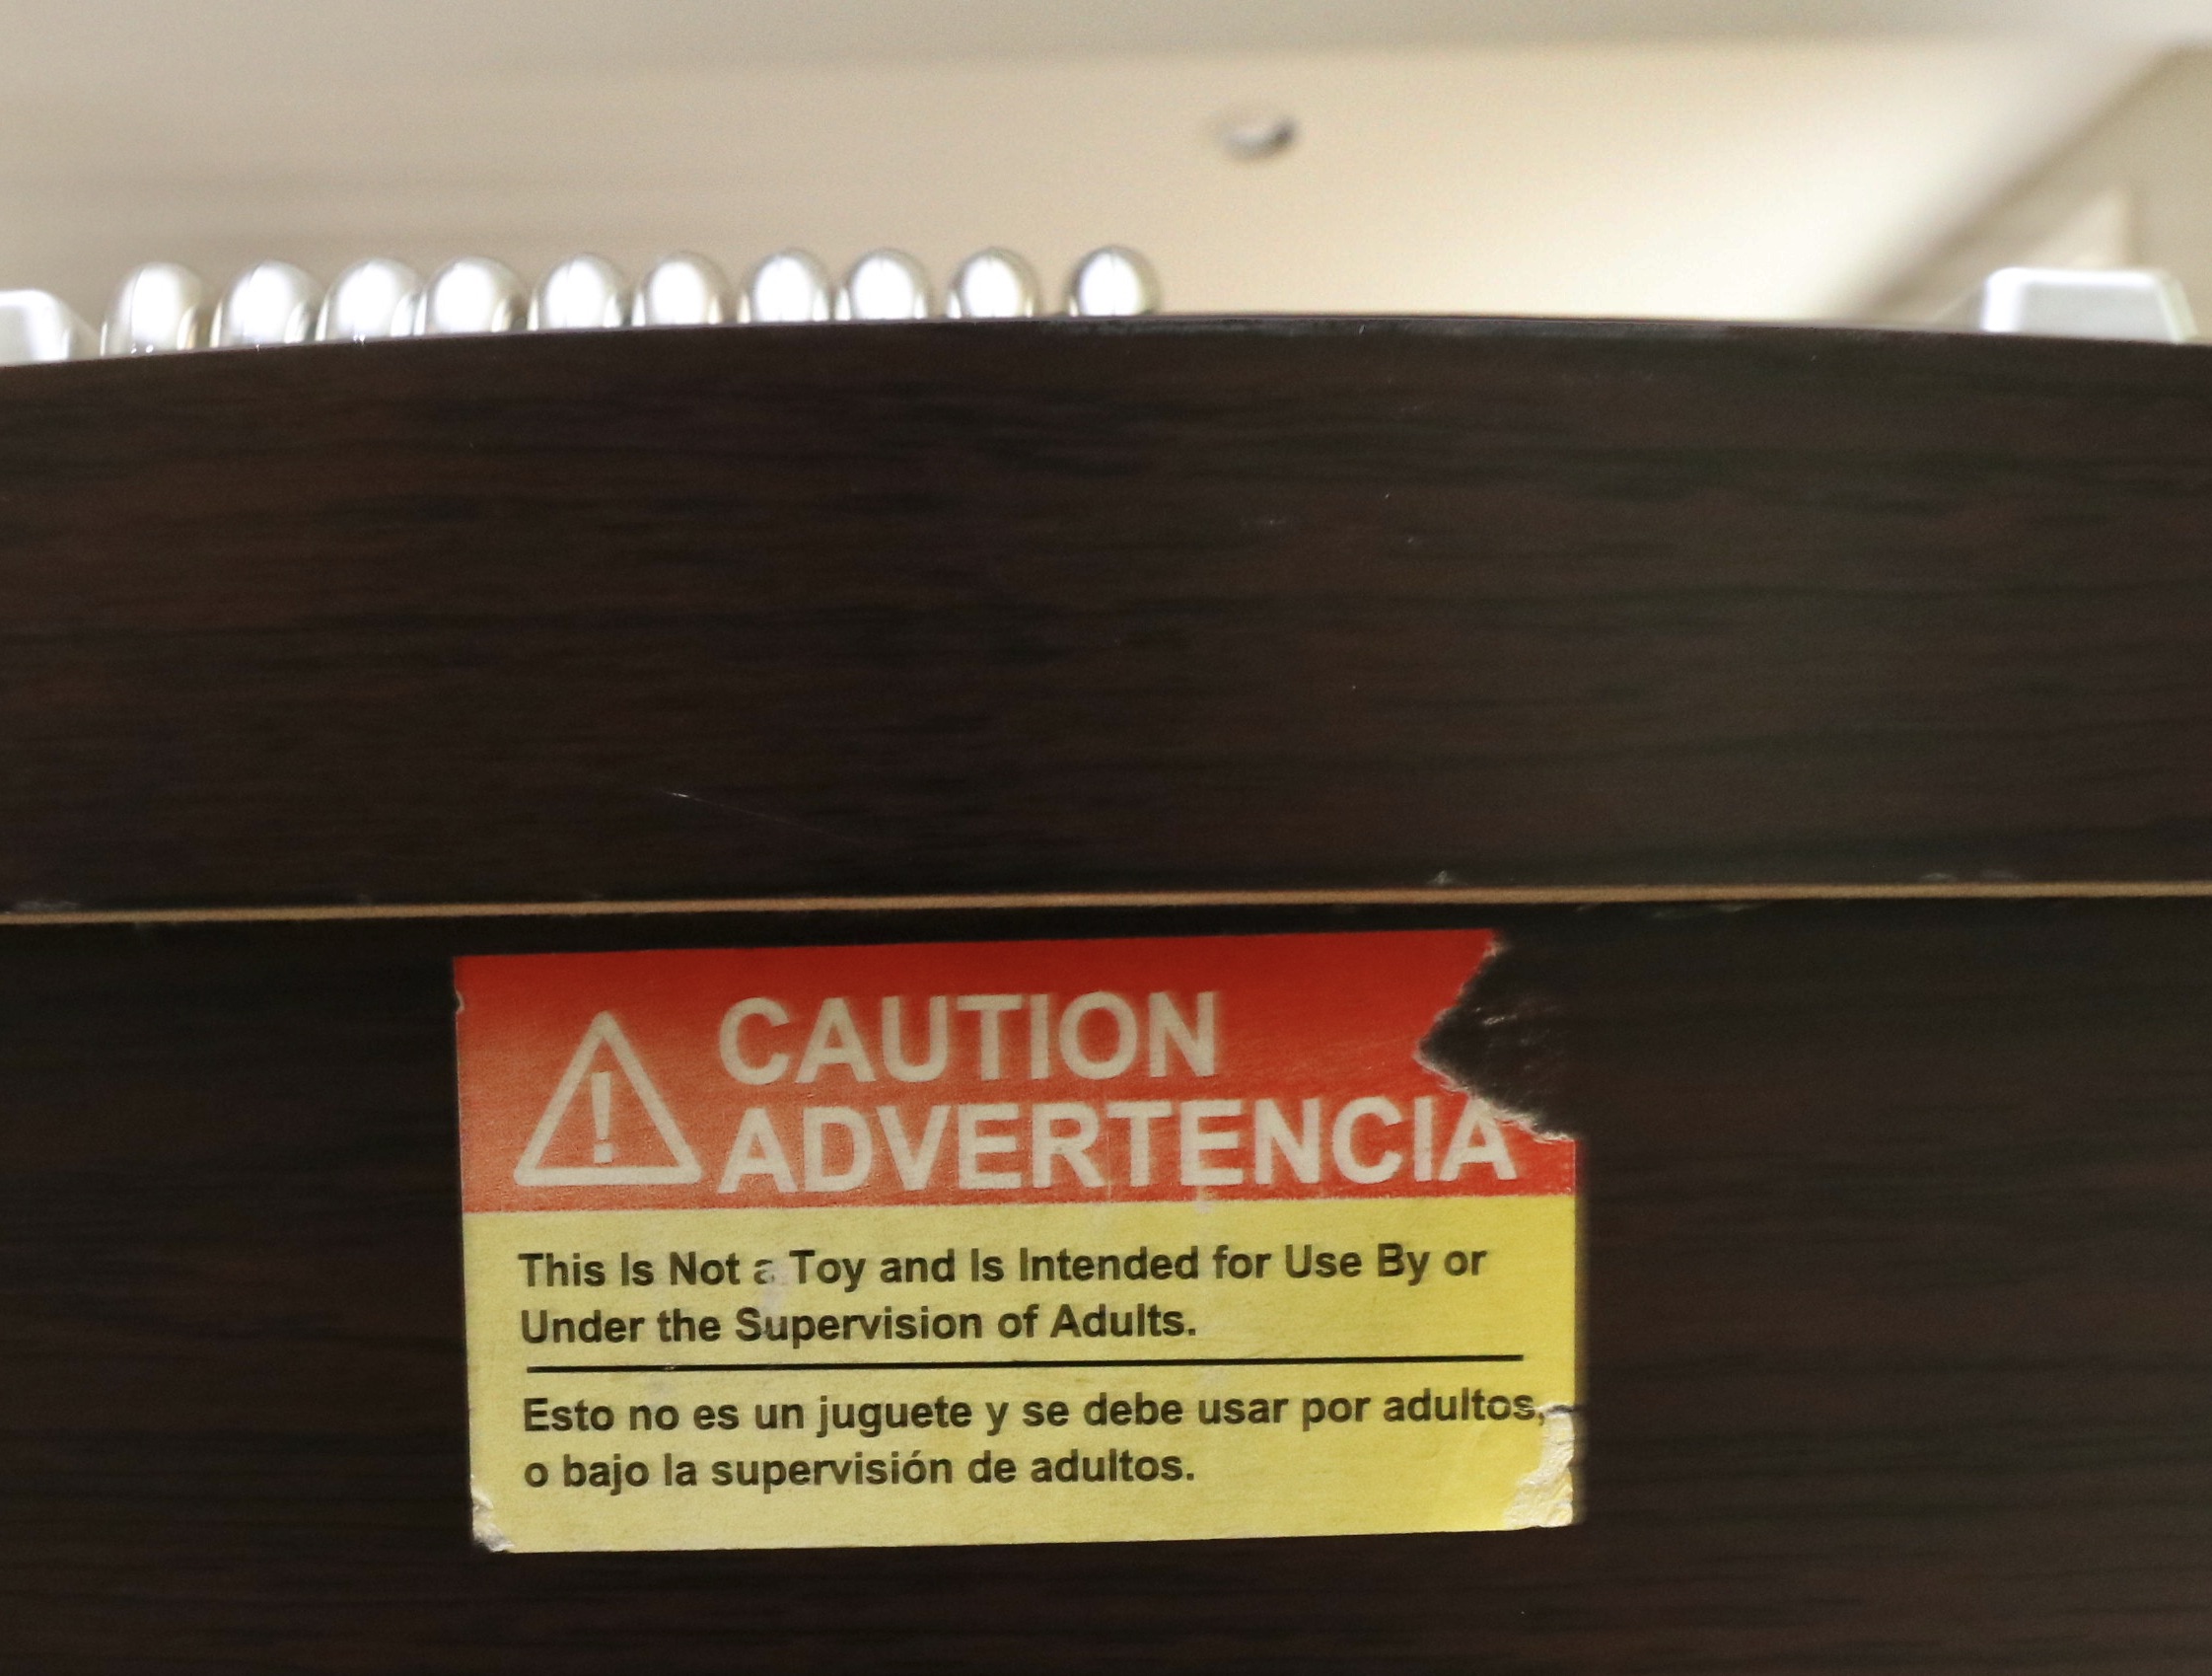 CAUTION
ADVERTENCIA
This Is Not a Toy and Is Intended for Use By or
Under the Supervision of Adults.
Esto no es un juguete y se debe usar por adultos,
o bajo la supervisión de adultos.